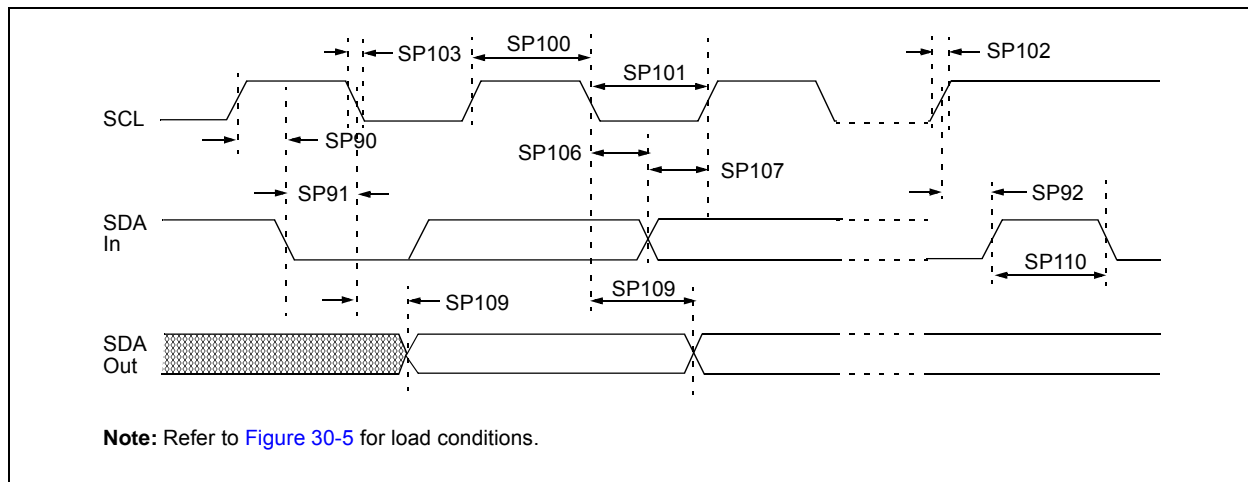 SP103
SP100
SP101
SP102
SCL
SP90
SP106
SP107
SP91
SP92
SDA
In
SP110
SP109
SP109
SDA
Out
Note: Refer to Figure 30-5 for load conditions.